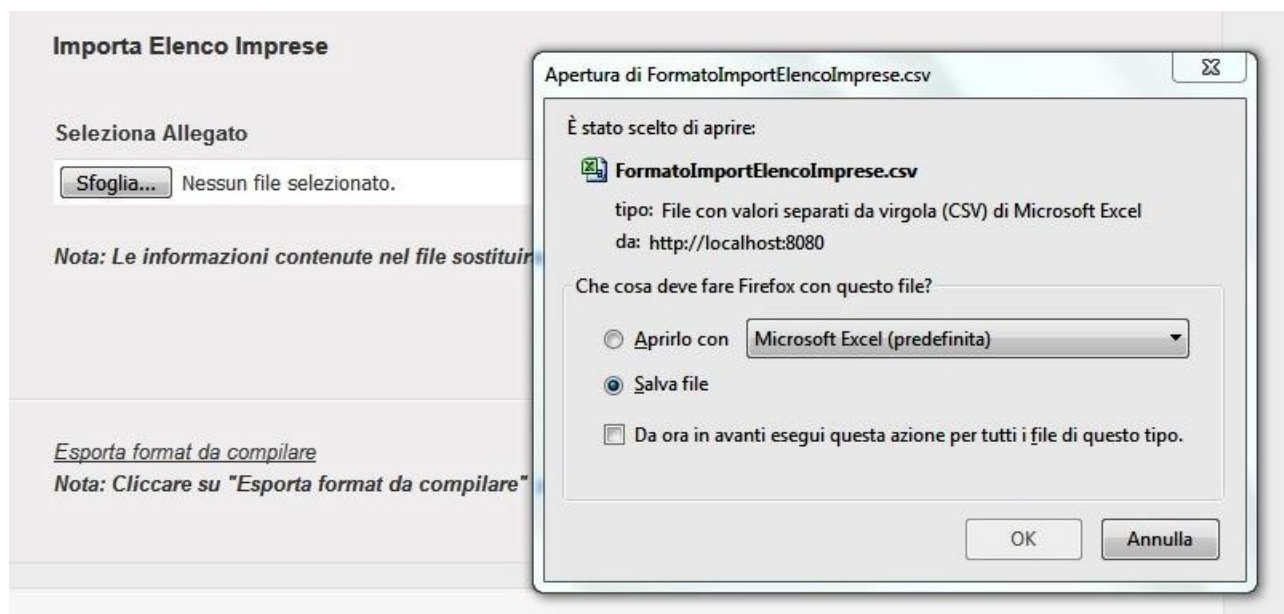 Importa Elenco Imprese
Seleziona Allegato
Sfoglia... Nessun file selezionato.
Nota: Le informazioni contenute nel file sostituir
Esporta format da compilare
Nota: Cliccare su "Esporta format da compilare"
Apertura di FormatoImportElencoImprese.csv
È stato scelto di aprire:
FormatoImportElencoImprese.csv
tipo: File con valori separati da virgola (CSV) di Microsoft Excel
da: http://localhost:8080
Che cosa deve fare Firefox con questo file?
Aprirlo con Microsoft Excel (predefinita)
Salva file
Da ora in avanti esegui questa azione per tutti i file di questo tipo.
OK Annulla